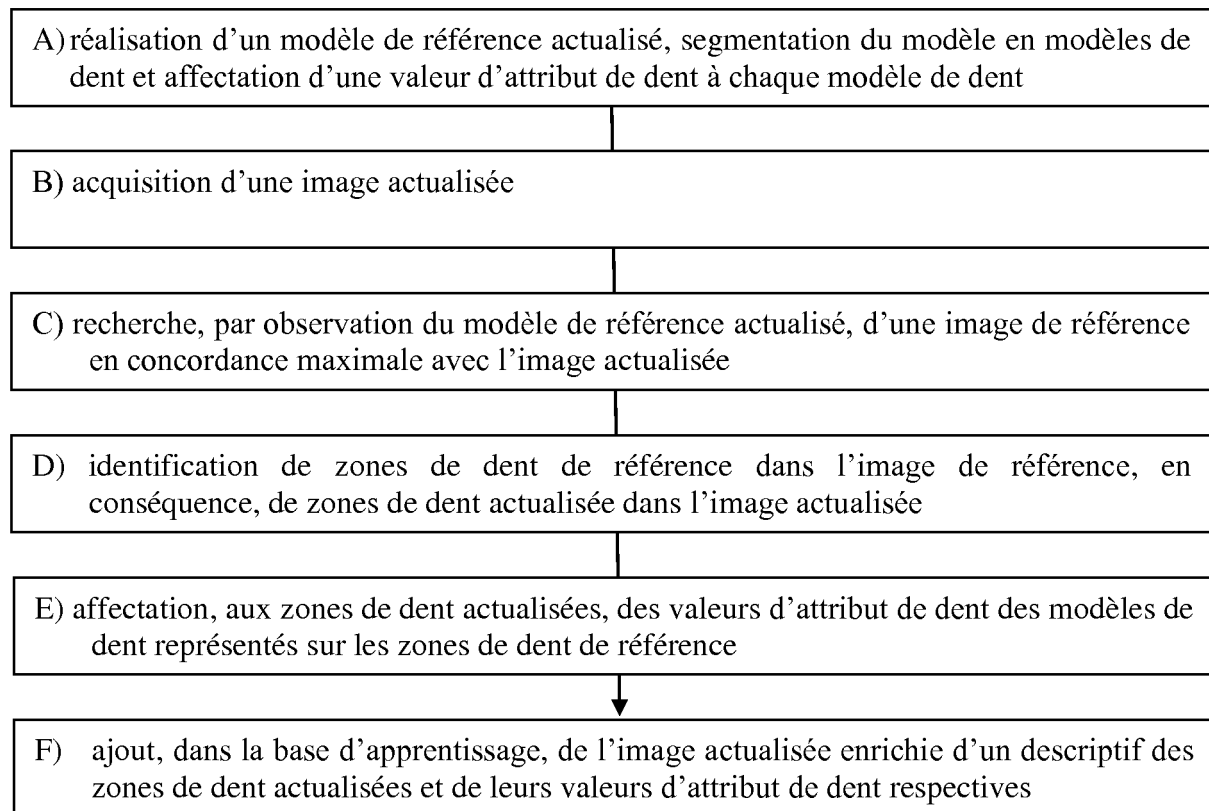 A) réalisation d’un modèle de référence actualisé, segmentation du modèle en modèles de
dent et affectation d’une valeur d’attribut de dent à chaque modèle de dent
B) acquisition d’une image actualisée
C) recherche, par observation du modèle de référence actualisé, d’une image de référence
en concordance maximale avec l’image actualisée
D) identification de zones de dent de référence dans l’image de référence, en
conséquence, de zones de dent actualisée dans l’image actualisée
E) affectation, aux zones de dent actualisées, des valeurs d’attribut de dent des modèles de
dent représentés sur les zones de dent de référence
F) ajout, dans la base d’apprentissage, de l’image actualisée enrichie d’un descriptif des
zones de dent actualisées et de leurs valeurs d’attribut de dent respectives